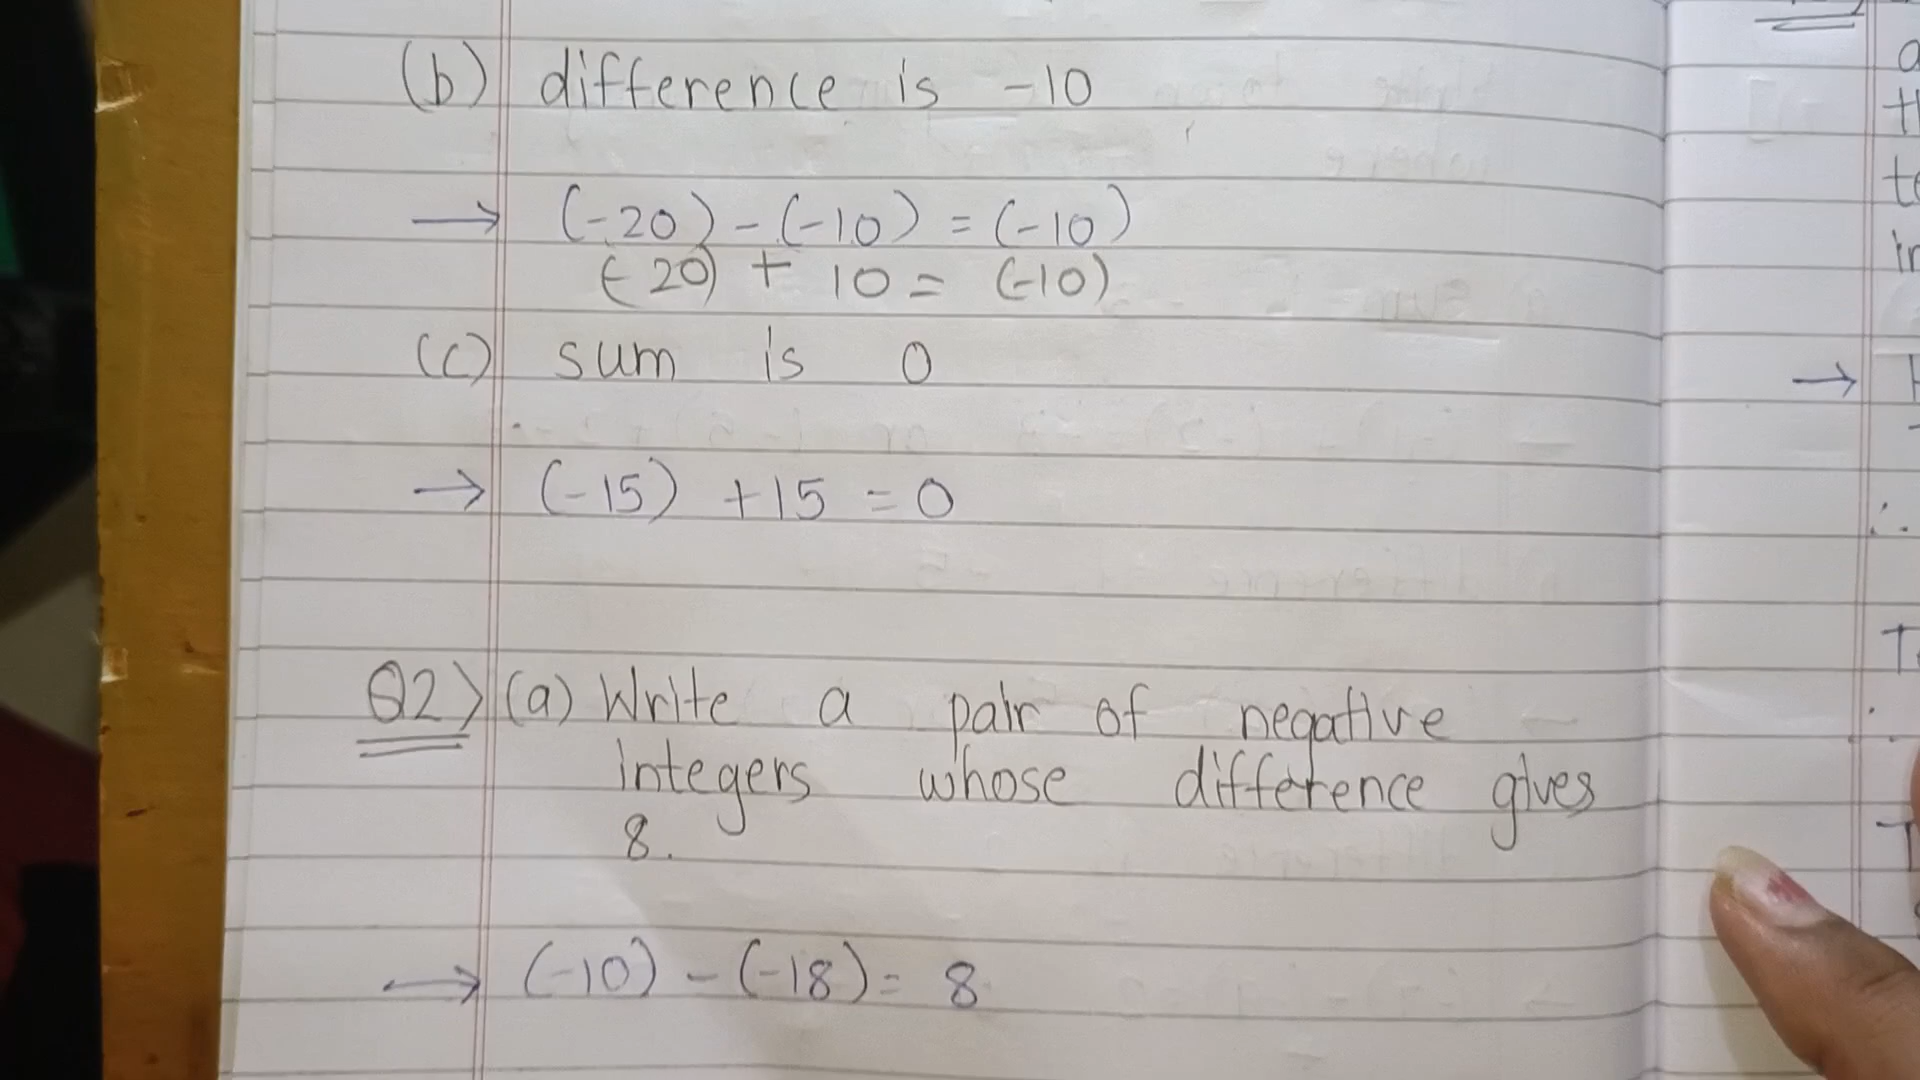 (b) difference is -10
→ (-20) - (-10) = (-10)
(-20) + 10 = (-10)
(c) sum is 0
→ (-15) +15 = 0
Q2> (a) Write a pair of negative
integers whose difference gives
8.
→ (-10) - (-18) = 8